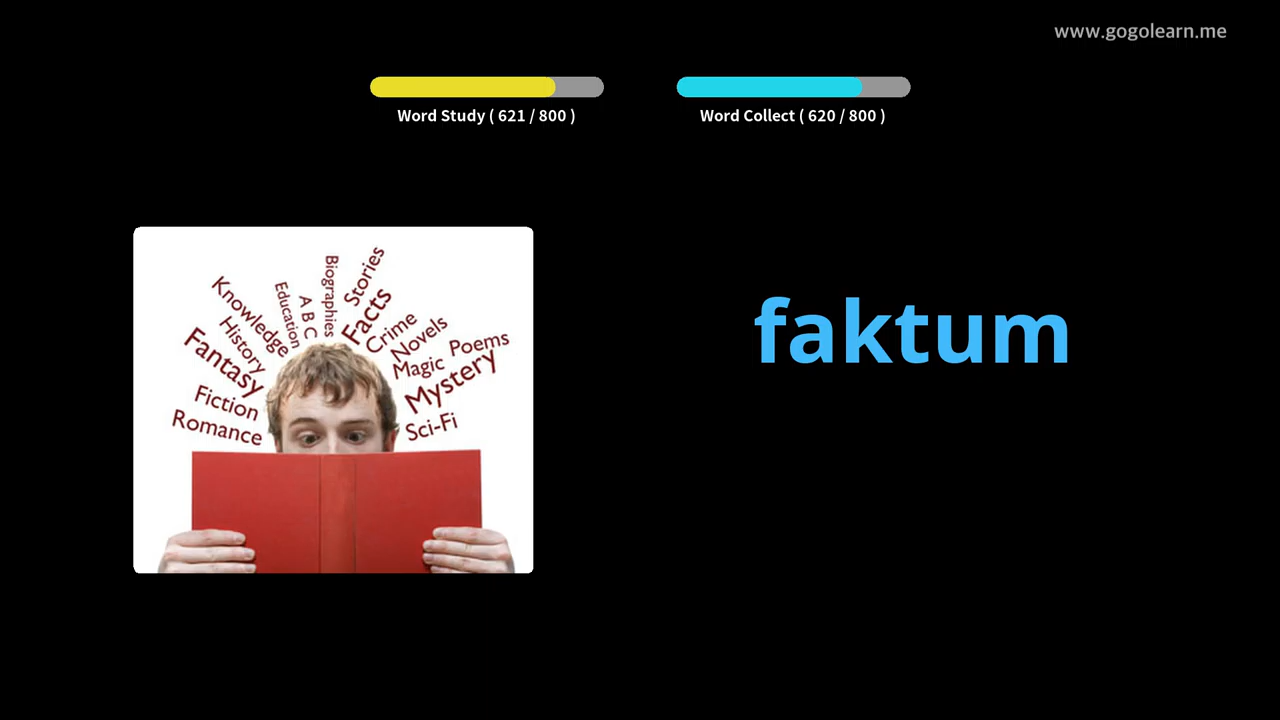 www.gogolearn.me
Word Study ( 621 / 800 )
Word Collect ( 620 / 800 )
faktum
Biographies
Stories
Education
A B C
Facts
Knowledge
Crime
History
Novels
Poems
Fantasy
Magic
Mystery
Fiction
Romance
Sci-Fi